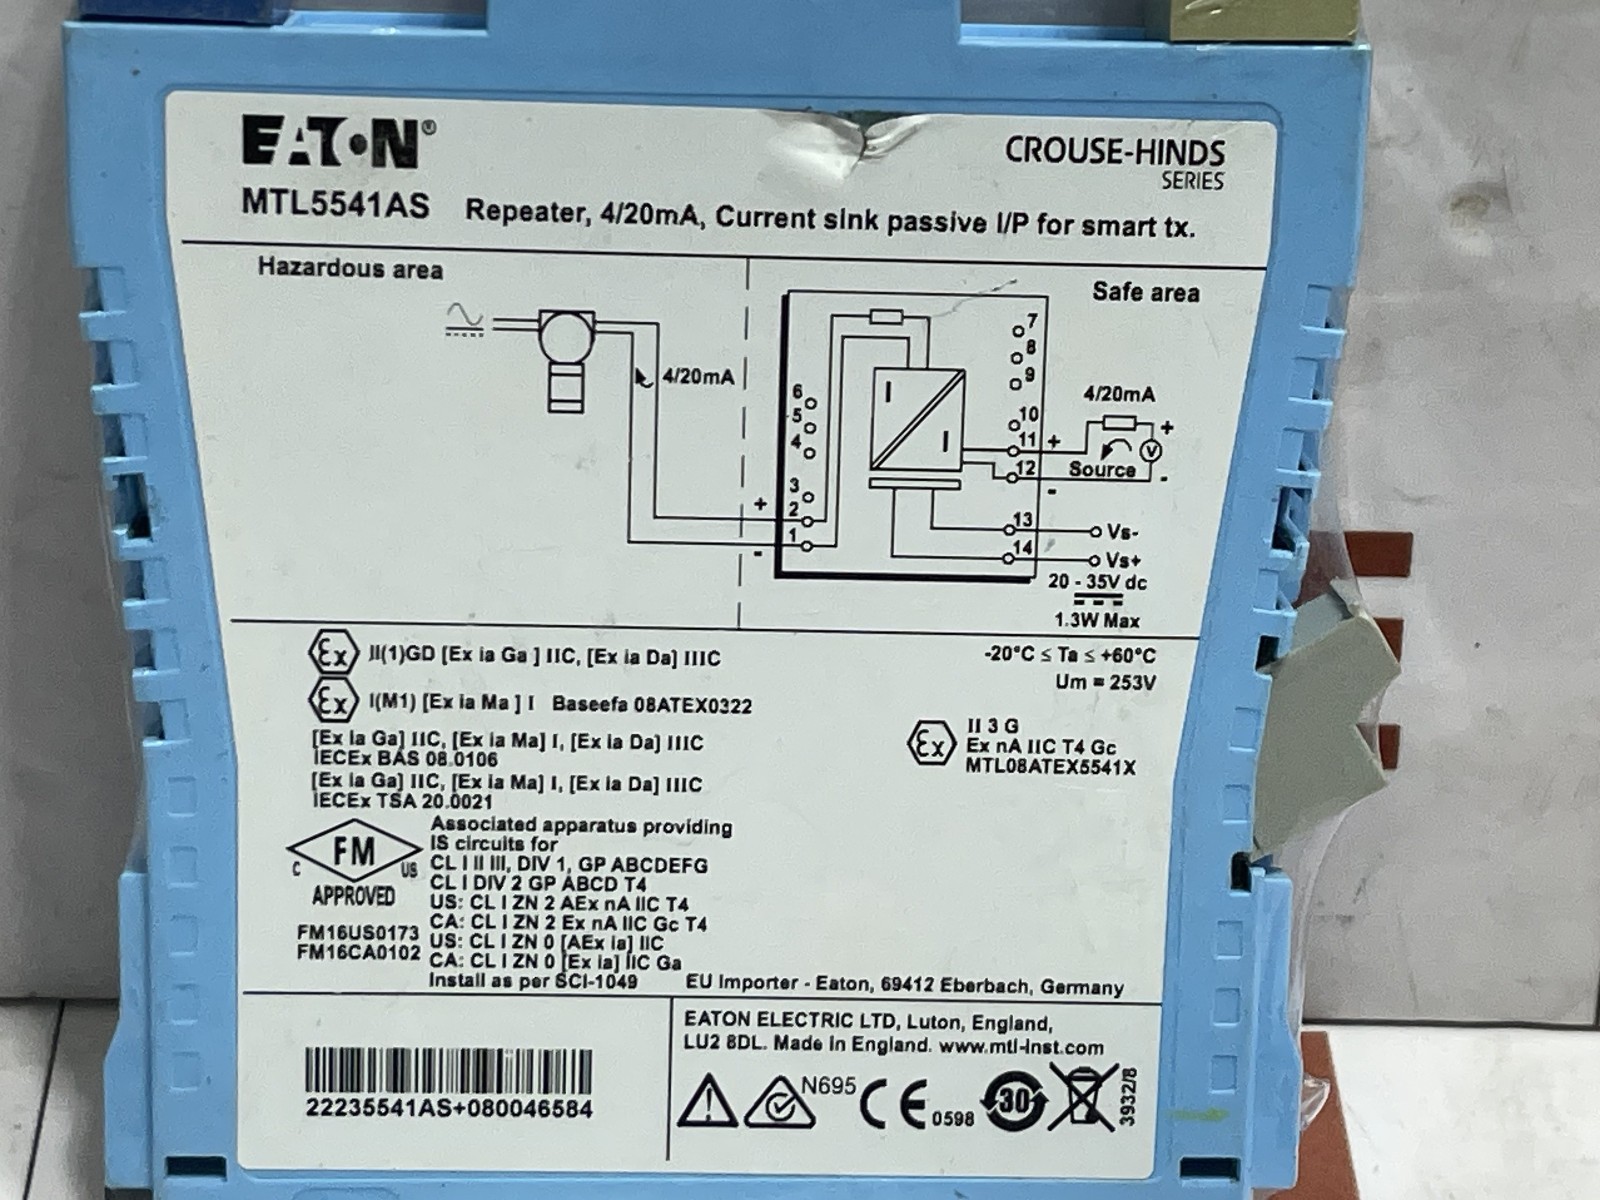 EATON®
CROUSE-HINDS
SERIES
MTL5541AS Repeater, 4/20mA, Current sink passive I/P for smart tx.
Hazardous area
Safe area
4/20mA
6
5
4
3
+ 2
- 1
I
I
7
8
9
10
11 +
12 -
13
14
4/20mA
+
V
Source -
Vs-
Vs+
20 - 35V dc
1.3W Max
Ex II(1)GD [Ex ia Ga ] IIC, [Ex ia Da] IIIC
Ex I(M1) [Ex ia Ma ] I Baseefa 08ATEX0322
[Ex ia Ga] IIC, [Ex ia Ma] I, [Ex ia Da] IIIC
IECEx BAS 08.0106
[Ex ia Ga] IIC, [Ex ia Ma] I, [Ex ia Da] IIIC
IECEx TSA 20.0021
-20°C ≤ Ta ≤ +60°C
Um = 253V
Ex II 3 G
Ex nA IIC T4 Gc
MTL08ATEX5541X
FM
C US
APPROVED
FM16US0173
FM16CA0102
Associated apparatus providing
IS circuits for
CL I II III, DIV 1, GP ABCDEFG
CL I DIV 2 GP ABCD T4
US: CL I ZN 2 AEx nA IIC T4
CA: CL I ZN 2 Ex nA IIC Gc T4
US: CL I ZN 0 [AEx ia] IIC
CA: CL I ZN 0 [Ex ia] IIC Ga
Install as per SCI-1049
EU Importer - Eaton, 69412 Eberbach, Germany
22235541AS+080046584
EATON ELECTRIC LTD, Luton, England,
LU2 8DL. Made in England. www.mtl-inst.com
N695
CE 0598
30
3932/8